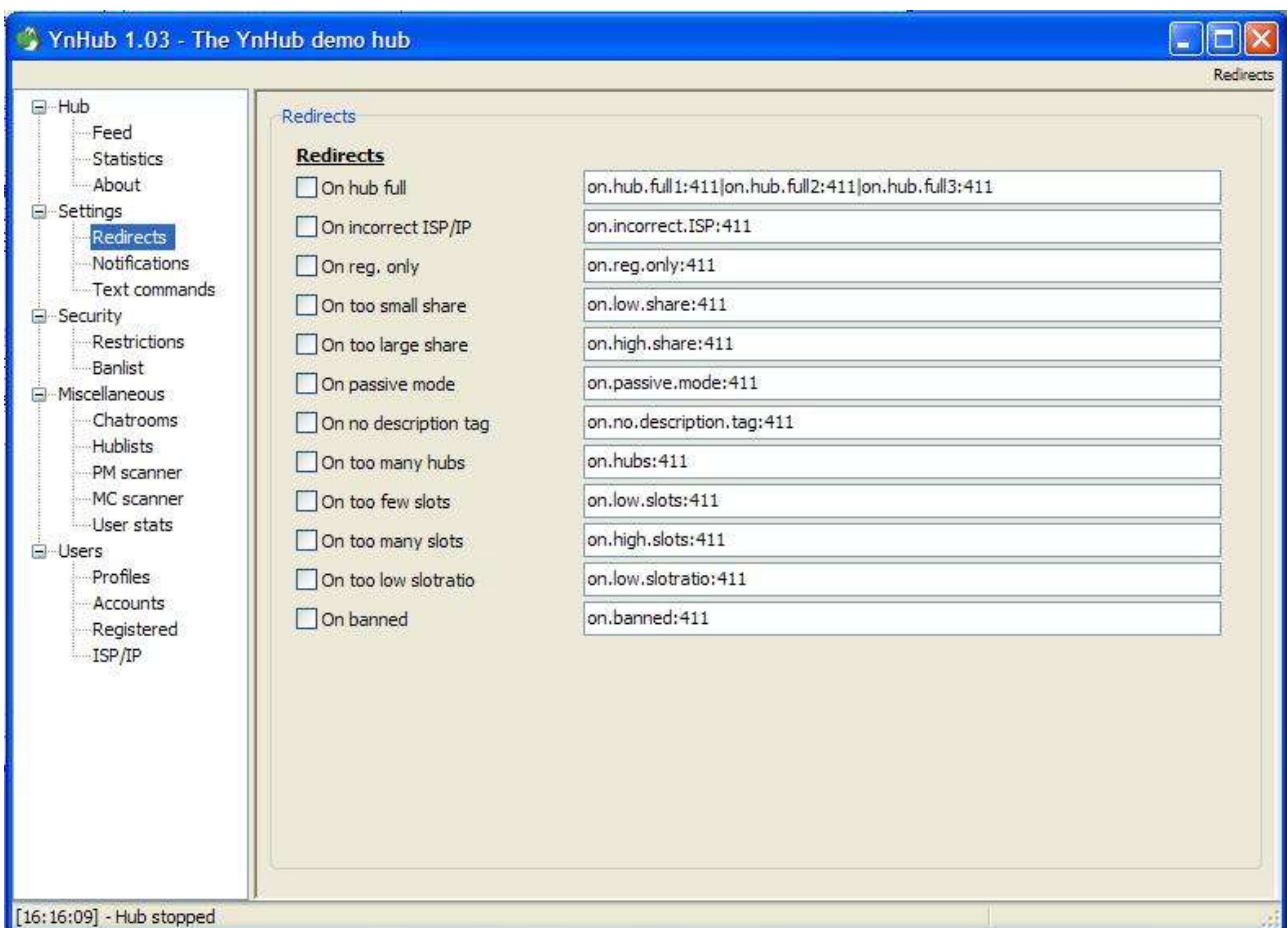 YnHub 1.03 - The YnHub demo hub
Redirects
Hub
Feed
Statistics
About
Settings
Redirects
Notifications
Text commands
Security
Restrictions
Banlist
Miscellaneous
Chatrooms
Hublists
PM scanner
MC scanner
User stats
Users
Profiles
Accounts
Registered
ISP/IP
Redirects
Redirects
On hub full on.hub.full1:411|on.hub.full2:411|on.hub.full3:411
On incorrect ISP/IP on.incorrect.ISP:411
On reg. only on.reg.only:411
On too small share on.low.share:411
On too large share on.high.share:411
On passive mode on.passive.mode:411
On no description tag on.no.description.tag:411
On too many hubs on.hubs:411
On too few slots on.low.slots:411
On too many slots on.high.slots:411
On too low slotratio on.low.slotratio:411
On banned on.banned:411
[16:16:09] - Hub stopped